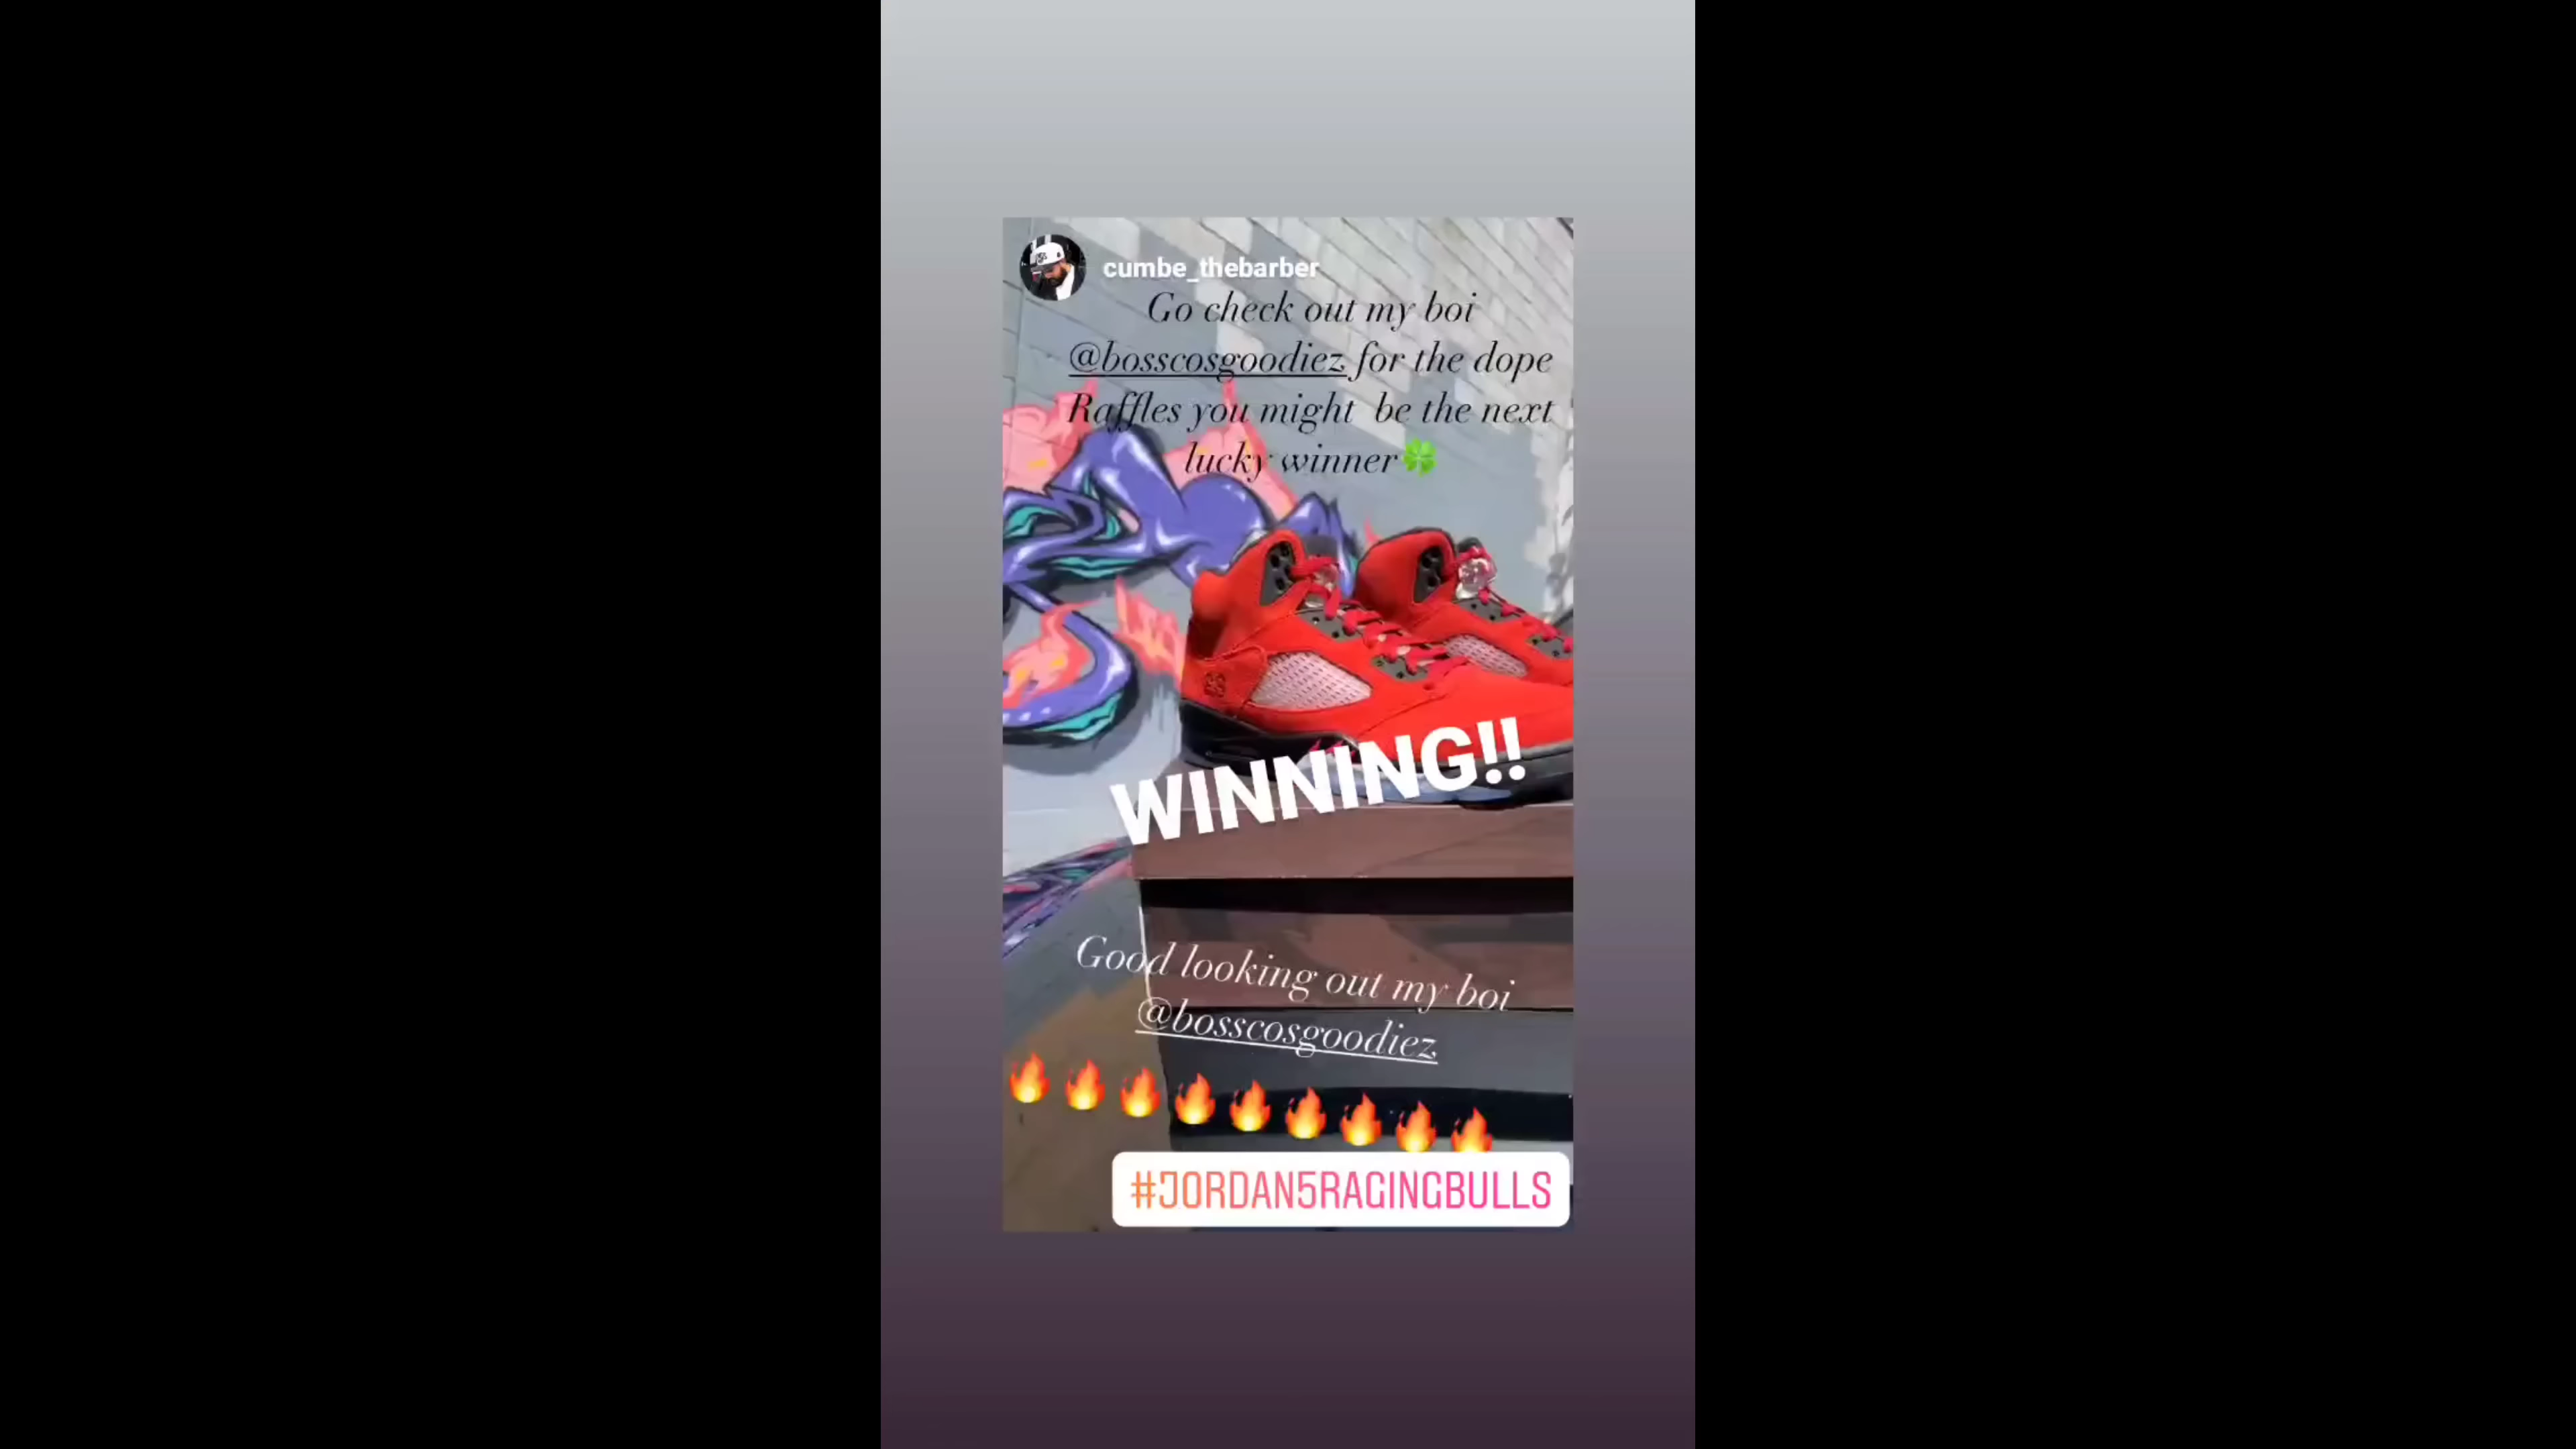 cumbe_thebarber
Go check out my boi
@bosscosgoodiez for the dope
Raffles you might be the next
lucky winner🍀
WINNING!!
Good looking out my boi
@bosscosgoodiez
🔥🔥🔥🔥🔥🔥🔥🔥🔥
#JORDAN5RAGINGBULLS